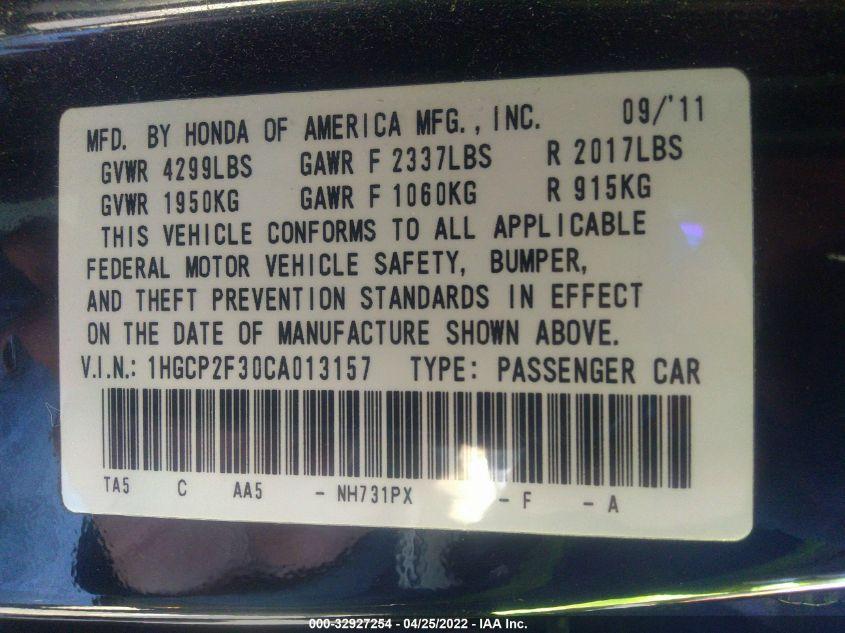 MFD. BY HONDA OF AMERICA MFG., INC. 09/'11
GVWR 4299LBS GAWR F 2337LBS R 2017LBS
GVWR 1950KG GAWR F 1060KG R 915KG
THIS VEHICLE CONFORMS TO ALL APPLICABLE
FEDERAL MOTOR VEHICLE SAFETY, BUMPER,
AND THEFT PREVENTION STANDARDS IN EFFECT
ON THE DATE OF MANUFACTURE SHOWN ABOVE.
V.I.N.: 1HGCP2F30CA013157 TYPE: PASSENGER CAR
TA5 C AA5 - NH731PX - F - A
000-32927254 - 04/25/2022 - IAA Inc.